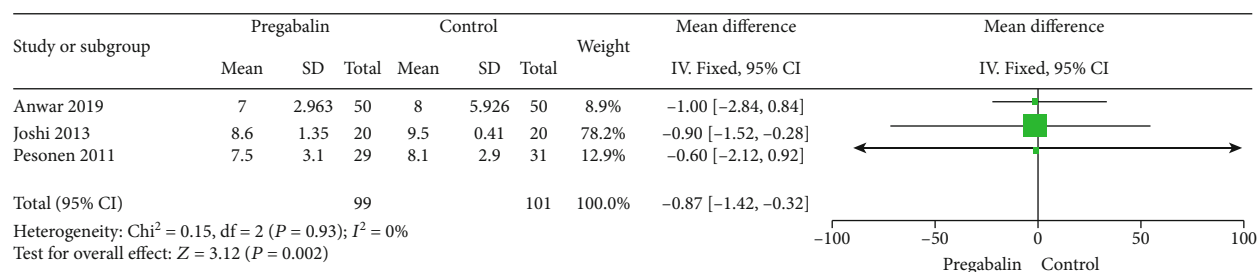 Study or subgroup Pregabalin Control Weight Mean difference Mean difference
Mean SD Total Mean SD Total IV. Fixed, 95% CI IV. Fixed, 95% CI
Anwar 2019 7 2.963 50 8 5.926 50 8.9% –1.00 [–2.84, 0.84]
Joshi 2013 8.6 1.35 20 9.5 0.41 20 78.2% –0.90 [–1.52, –0.28]
Pesonen 2011 7.5 3.1 29 8.1 2.9 31 12.9% –0.60 [–2.12, 0.92]
Total (95% CI) 99 101 100.0% –0.87 [–1.42, –0.32]
Heterogeneity: Chi² = 0.15, df = 2 (P = 0.93); I² = 0%
Test for overall effect: Z = 3.12 (P = 0.002)
–100 –50 0 50 100
Pregabalin Control